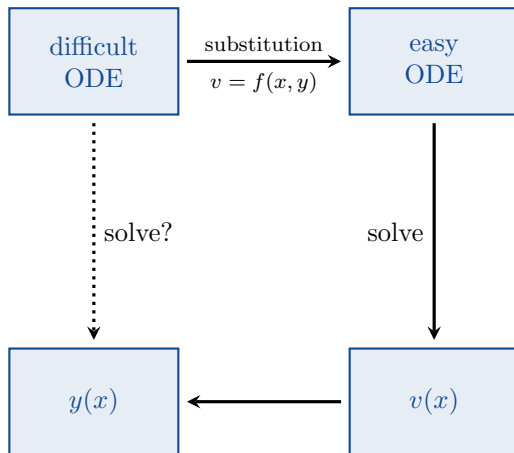 difficult
ODE
substitution
v = f(x, y)
easy
ODE
solve?
solve
y(x)
v(x)